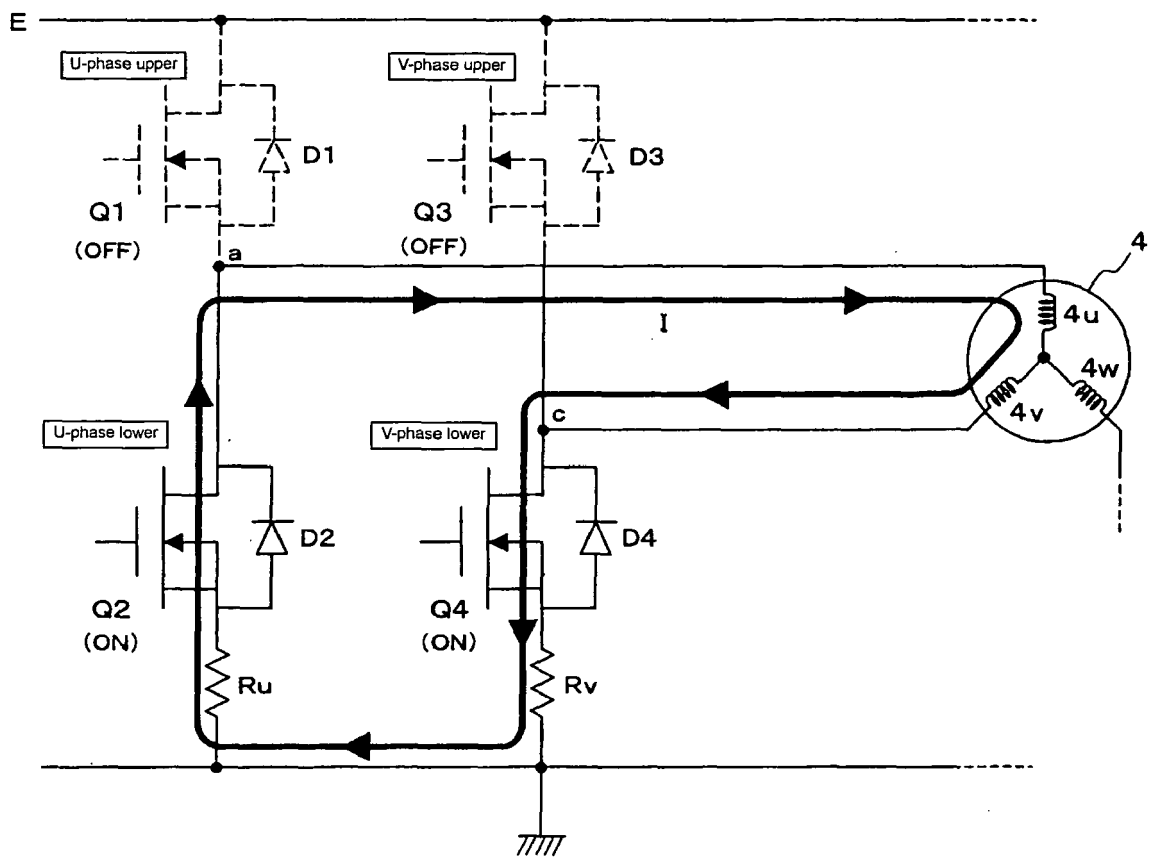 E
U-phase upper
V-phase upper
D1
D3
Q1
(OFF)
Q3
(OFF)
a
4
I
4u
4w
4v
c
U-phase lower
V-phase lower
D2
D4
Q2
(ON)
Q4
(ON)
Ru
Rv